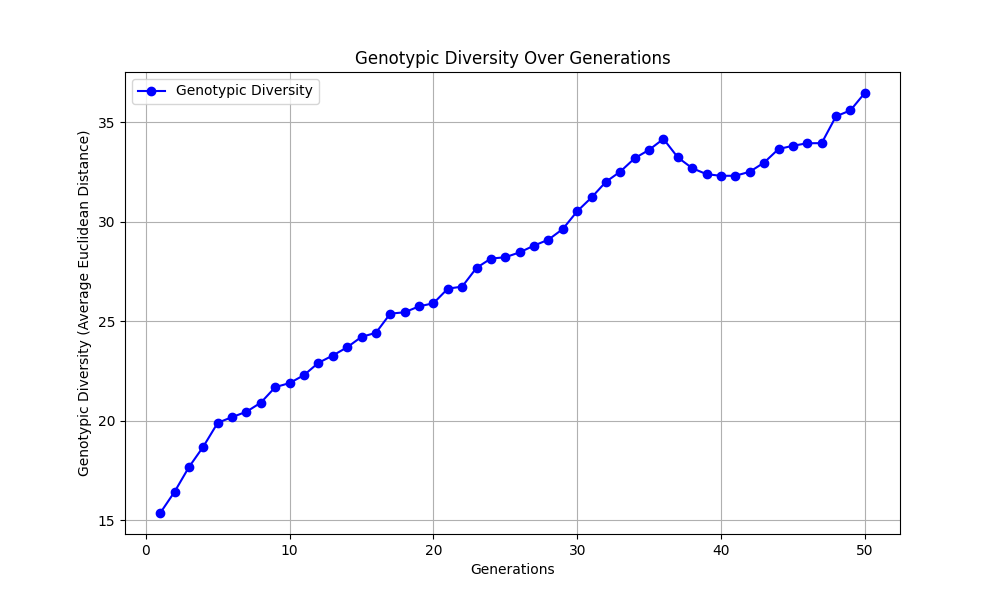 Genotypic Diversity Over Generations
Genotypic Diversity
Genotypic Diversity (Average Euclidean Distance)
35
30
25
20
15
0 10 20 30 40 50
Generations